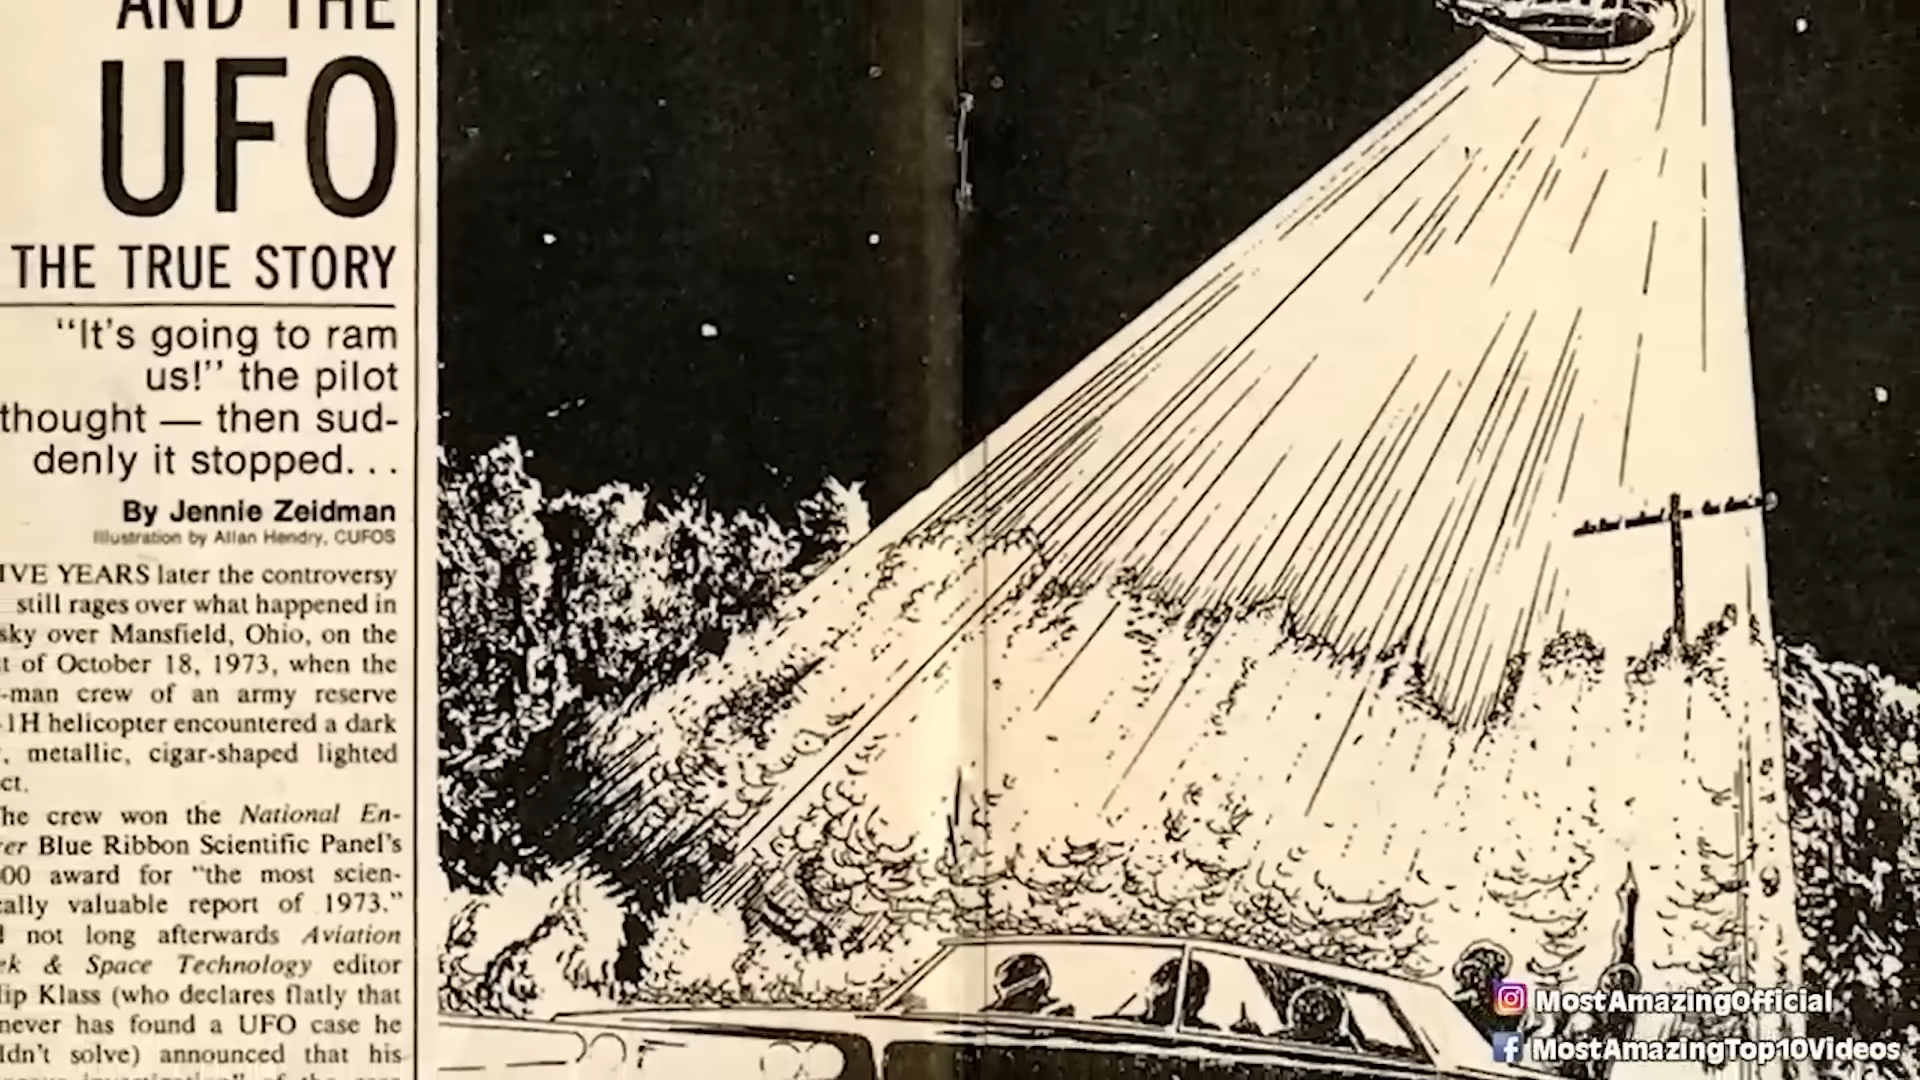 AND THE
UFO
THE TRUE STORY
"It's going to ram
us!" the pilot
thought — then sud-
denly it stopped...
By Jennie Zeidman
Illustration by Allan Hendry, CUFOS
IVE YEARS later the controversy
still rages over what happened in
sky over Mansfield, Ohio, on the
t of October 18, 1973, when the
-man crew of an army reserve
1H helicopter encountered a dark
, metallic, cigar-shaped lighted
ct.
he crew won the National En-
er Blue Ribbon Scientific Panel's
00 award for "the most scien-
cally valuable report of 1973."
not long afterwards Aviation
ek & Space Technology editor
lip Klass (who declares flatly that
never has found a UFO case he
ldn't solve) announced that his
MostAmazingOfficial
MostAmazingTop10Videos